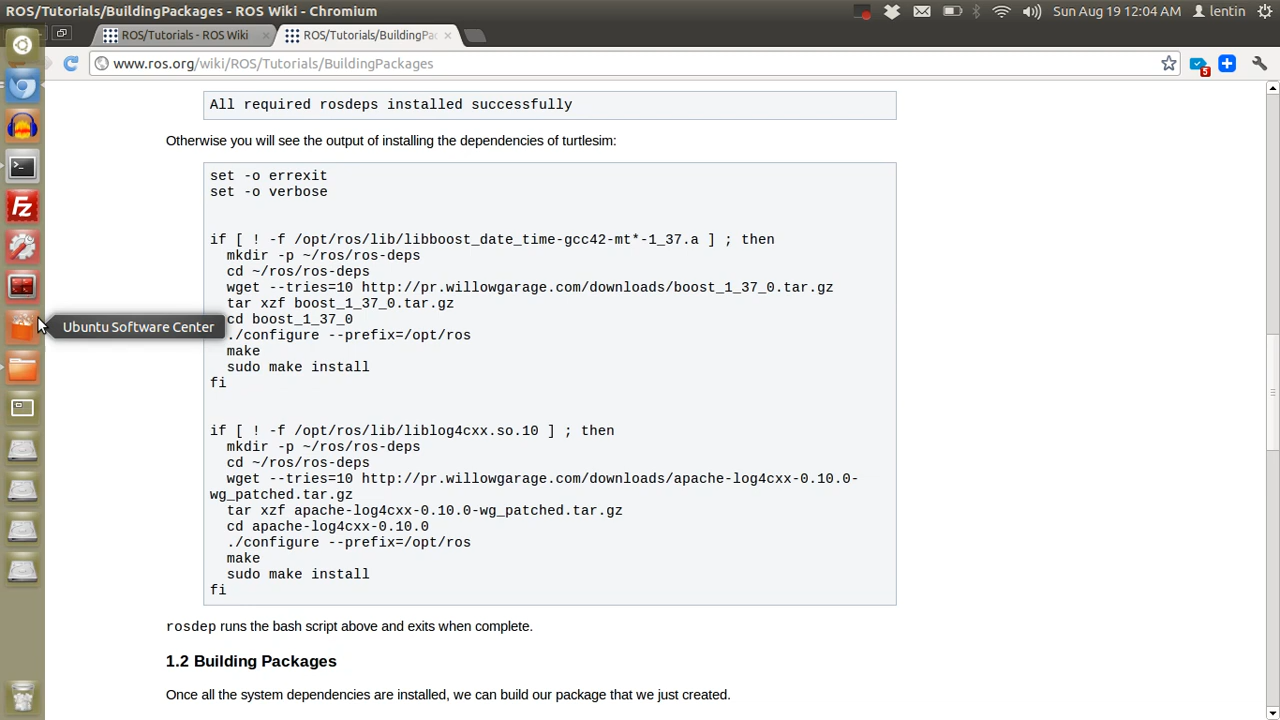 ROS/Tutorials/BuildingPackages - ROS Wiki - Chromium
Sun Aug 19 12:04 AM
lentin
ROS/Tutorials - ROS Wiki
ROS/Tutorials/BuildingPac
www.ros.org/wiki/ROS/Tutorials/BuildingPackages
5
All required rosdeps installed successfully
Otherwise you will see the output of installing the dependencies of turtlesim:
set -o errexit
set -o verbose
if [ ! -f /opt/ros/lib/libboost_date_time-gcc42-mt*-1_37.a ] ; then
mkdir -p ~/ros/ros-deps
cd ~/ros/ros-deps
wget --tries=10 http://pr.willowgarage.com/downloads/boost_1_37_0.tar.gz
tar xzf boost_1_37_0.tar.gz
cd boost_1_37_0
Ubuntu Software Center
./configure --prefix=/opt/ros
make
sudo make install
fi
if [ ! -f /opt/ros/lib/liblog4cxx.so.10 ] ; then
mkdir -p ~/ros/ros-deps
cd ~/ros/ros-deps
wget --tries=10 http://pr.willowgarage.com/downloads/apache-log4cxx-0.10.0-
wg_patched.tar.gz
tar xzf apache-log4cxx-0.10.0-wg_patched.tar.gz
cd apache-log4cxx-0.10.0
./configure --prefix=/opt/ros
make
sudo make install
fi
rosdep runs the bash script above and exits when complete.
1.2 Building Packages
Once all the system dependencies are installed, we can build our package that we just created.